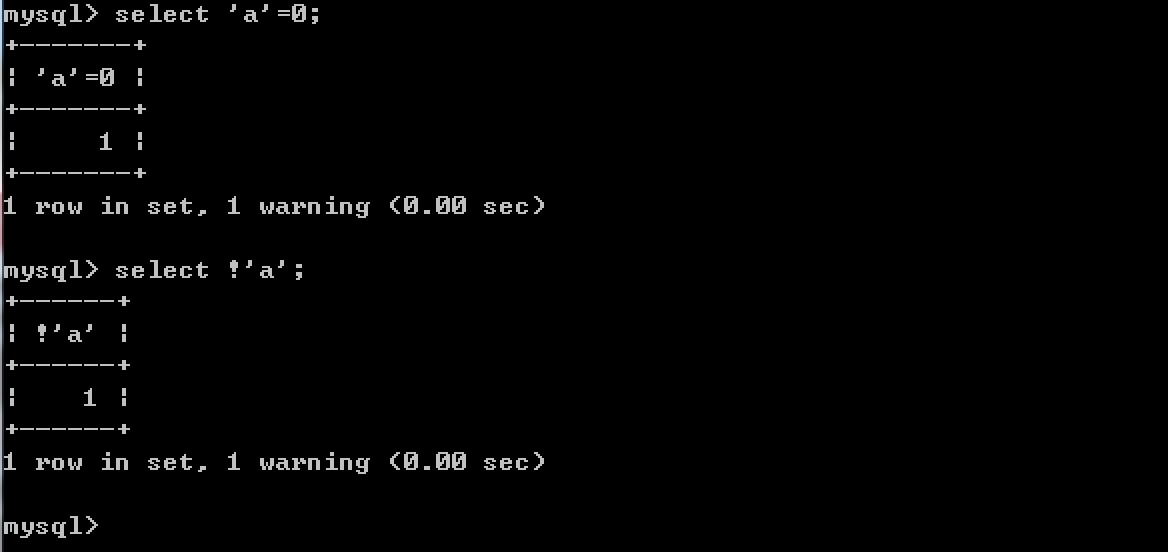 mysql> select 'a'=0;
+-------+
| 'a'=0 |
+-------+
|     1 |
+-------+
1 row in set, 1 warning (0.00 sec)

mysql> select !'a';
+------+
| !'a' |
+------+
|    1 |
+------+
1 row in set, 1 warning (0.00 sec)

mysql>